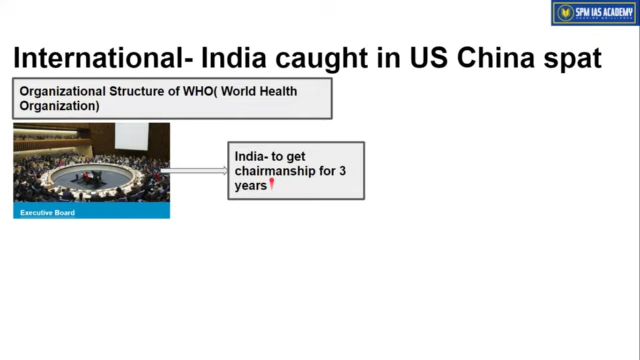 SPM IAS ACADEMY
International- India caught in US China spat
Organizational Structure of WHO( World Health
Organization)
India- to get
chairmanship for 3
years
Executive Board